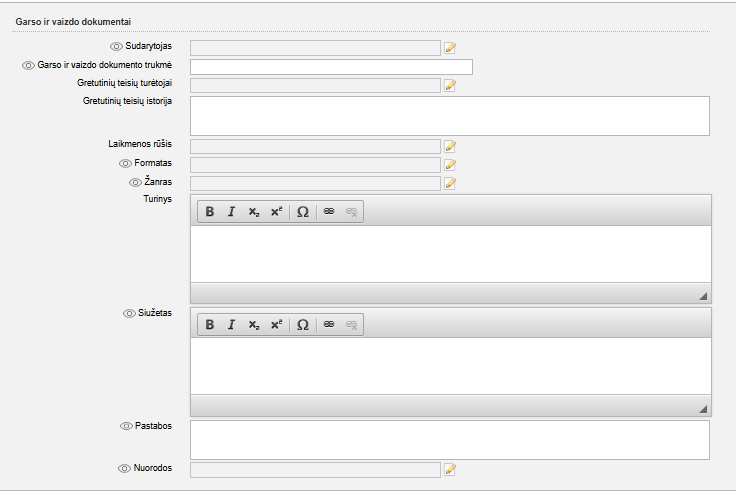 Garso ir vaizdo dokumentai
Sudarytojas
Garso ir vaizdo dokumento trukmė
Gretutinių teisių turėtojai
Gretutinių teisių istorija
Laikmenos rūšis
Formatas
Žanras
Turinys
B I x₂ x² Ω
Siužetas
B I x₂ x² Ω
Pastabos
Nuorodos